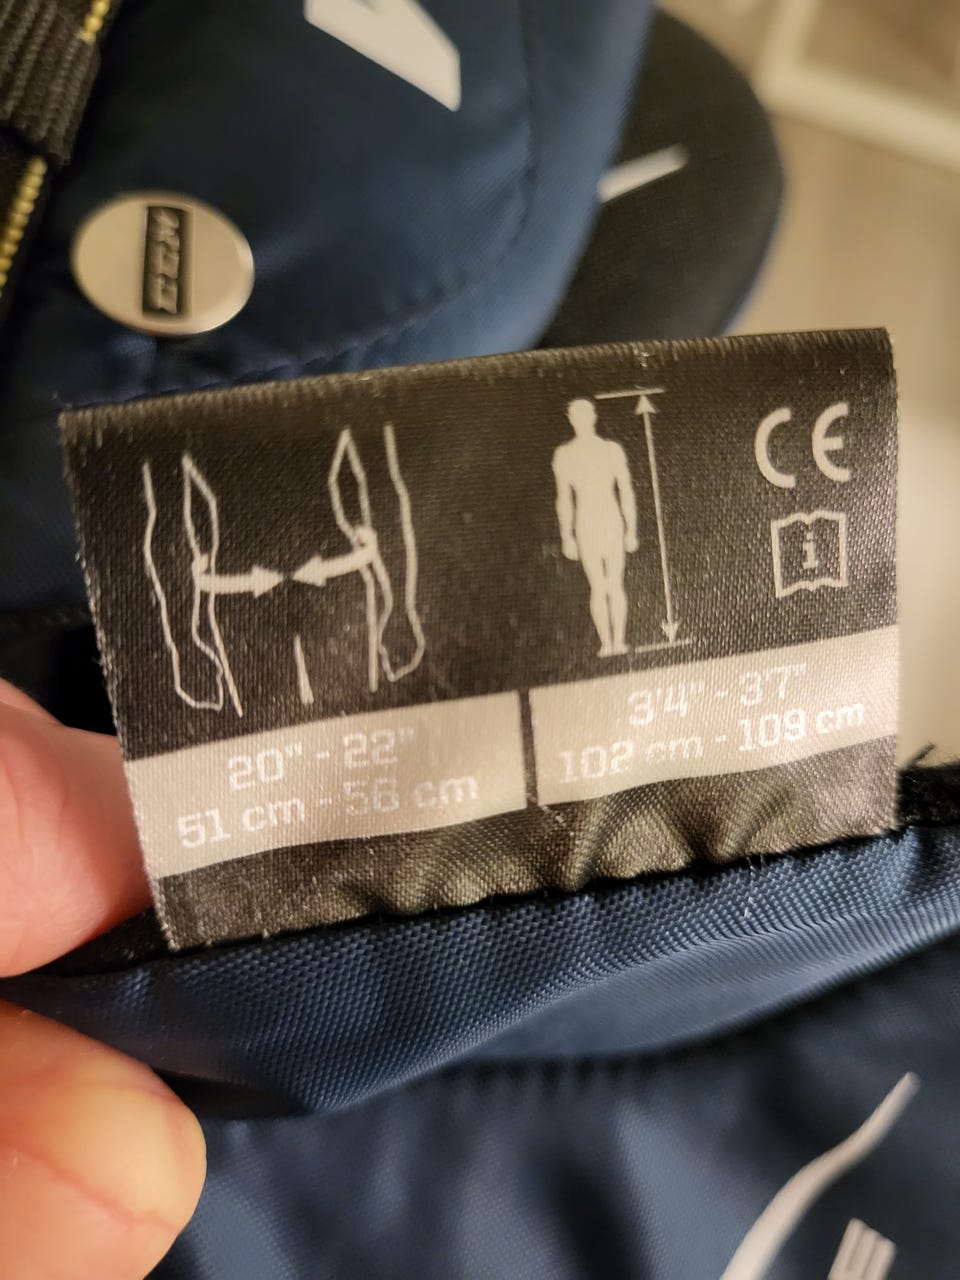 CE
i
20" - 22"
51 cm - 56 cm
3'4" - 3'7"
102 cm - 109 cm